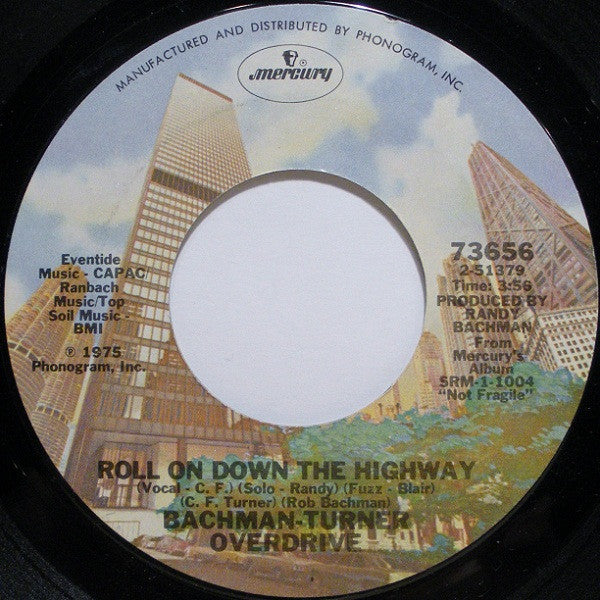 MANUFACTURED AND DISTRIBUTED BY PHONOGRAM, INC.
®
mercury
Eventide
Music - CAPAC
Ranbach
Music/Top
Soil Music -
BMI
℗ 1975
Phonogram, Inc.
73656
2-51379
Time: 3:56
PRODUCED BY
RANDY
BACHMAN
From
Mercury's
Album
SRM-1-1004
"Not Fragile"
ROLL ON DOWN THE HIGHWAY
(Vocal - C. F.) (Solo - Randy) (Fuzz - Blair)
(C. F. Turner) (Rob Bachman)
BACHMAN-TURNER
OVERDRIVE